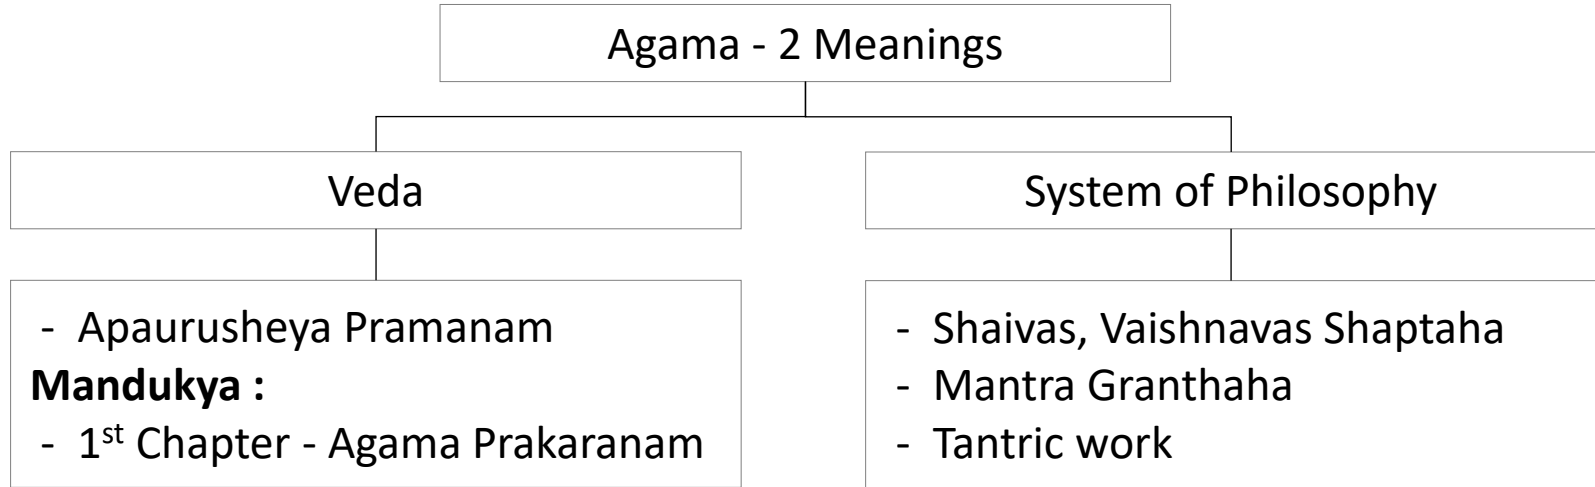 Agama - 2 Meanings
Veda
System of Philosophy
- Apaurusheya Pramanam
Mandukya :
- 1st Chapter - Agama Prakaranam
- Shaivas, Vaishnavas Shaptaha
- Mantra Granthaha
- Tantric work